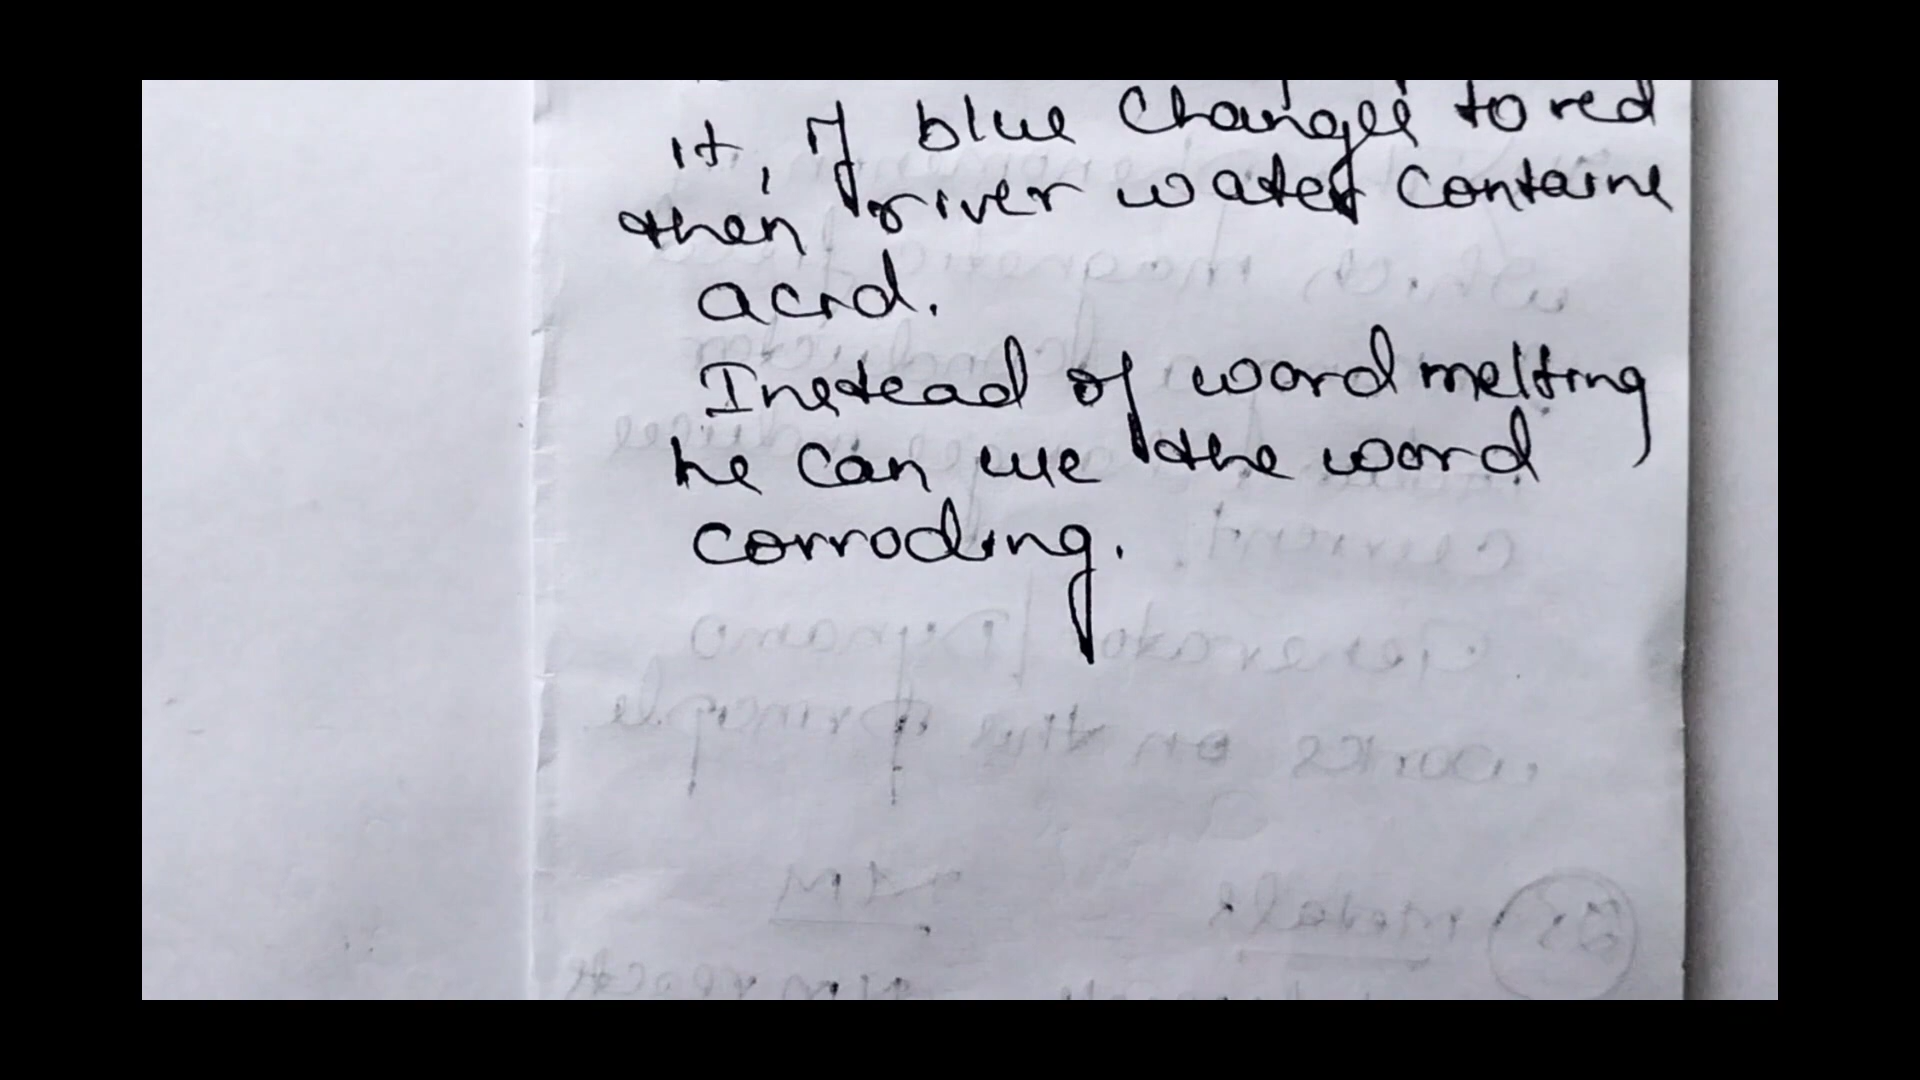 it, if blue changes to red
then river water contains
acid.
Instead of word melting
he can use the word
corroding.